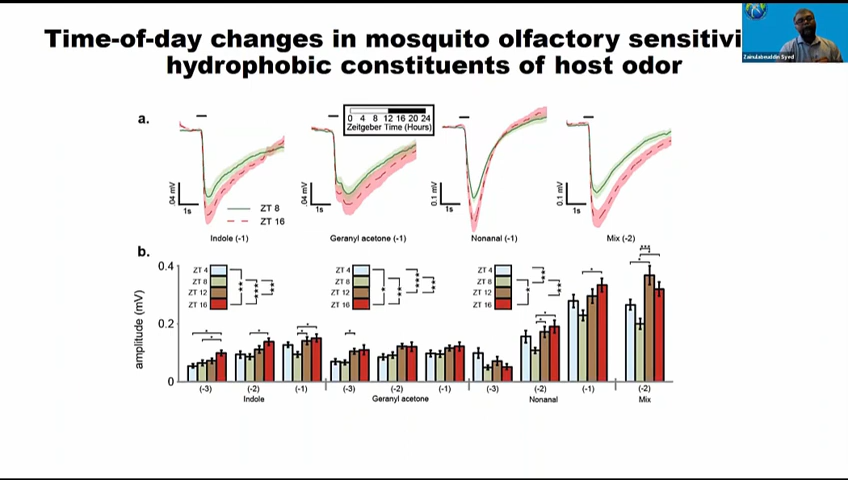 Time-of-day changes in mosquito olfactory sensitivi
hydrophobic constituents of host odor
Zainulabeuddin Syed
a.
0 4 8 12 16 20 24
Zeitgeber Time (Hours)
.04 mV
1s
ZT 8
ZT 16
.04 mV
1s
0.1 mV
1s
0.1 mV
1s
Indole (-1)
Geranyl acetone (-1)
Nonanal (-1)
Mix (-2)
b.
amplitude (mV)
0.4
0.2
0
ZT 4
ZT 8
ZT 12
ZT 16
ZT 4
ZT 8
ZT 12
ZT 16
ZT 4
ZT 8
ZT 12
ZT 16
(-3) (-2) (-1) (-3) (-2) (-1) (-3) (-2) (-1) (-2)
Indole Geranyl acetone Nonanal Mix